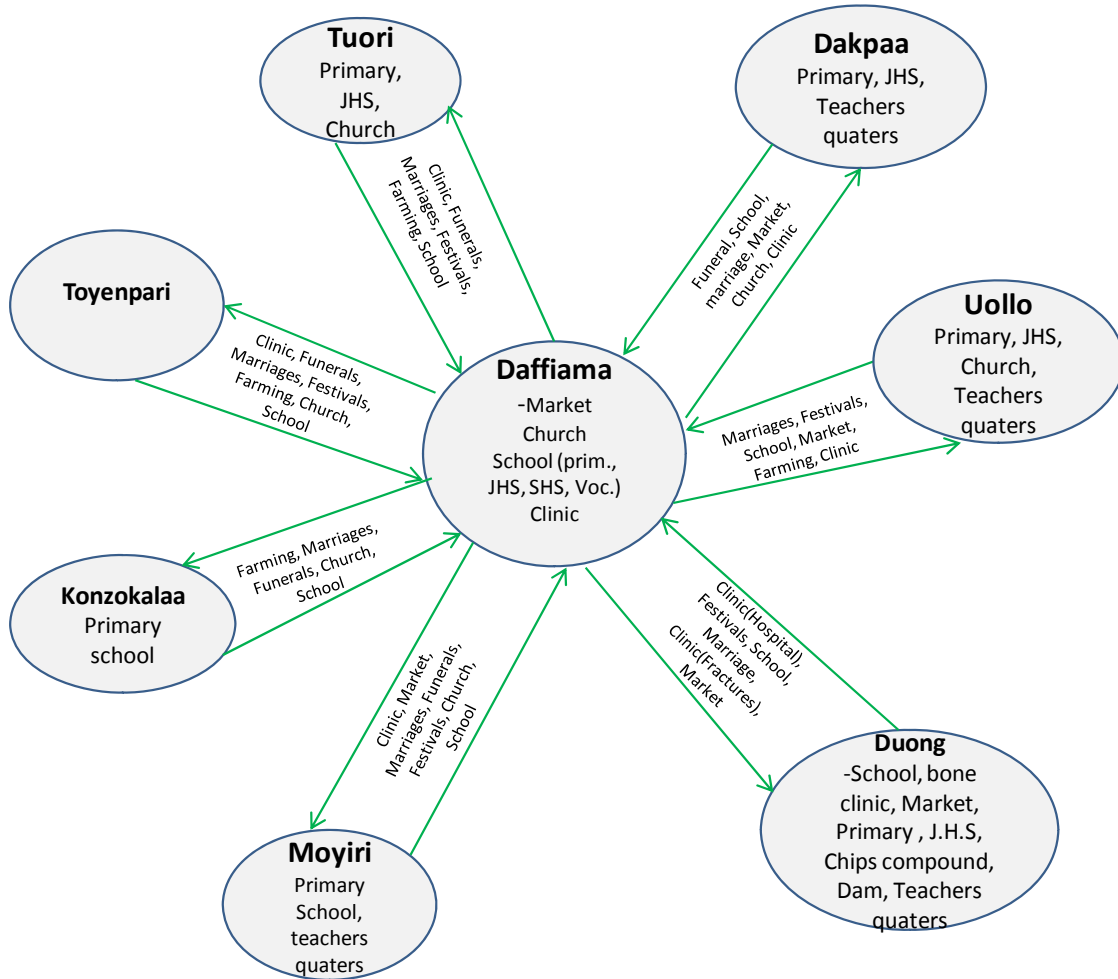 Tuori
Primary,
JHS,
Church
Dakpaa
Primary, JHS,
Teachers
quaters
Clinic, Funerals,
Marriages, Festivals,
Farming, School
Funeral, School,
marriage, Market,
Church, Clinic
Toyenpari
Clinic, Funerals,
Marriages, Festivals,
Farming, Church,
School
Uollo
Primary, JHS,
Church,
Teachers
quaters
Daffiama
-Market
Church
School (prim.,
JHS, SHS, Voc.)
Clinic
Marriages, Festivals,
School, Market,
Farming, Clinic
Konzokalaa
Primary
school
Farming, Marriages,
Funerals, Church,
School
Clinic, Market,
Marriages, Funerals,
Festivals, Church,
School
Clinic(Hospital),
Festivals, School,
Marriage,
Clinic(Fractures),
Market
Moyiri
Primary
School,
teachers
quaters
Duong
-School, bone
clinic, Market,
Primary , J.H.S,
Chips compound,
Dam, Teachers
quaters